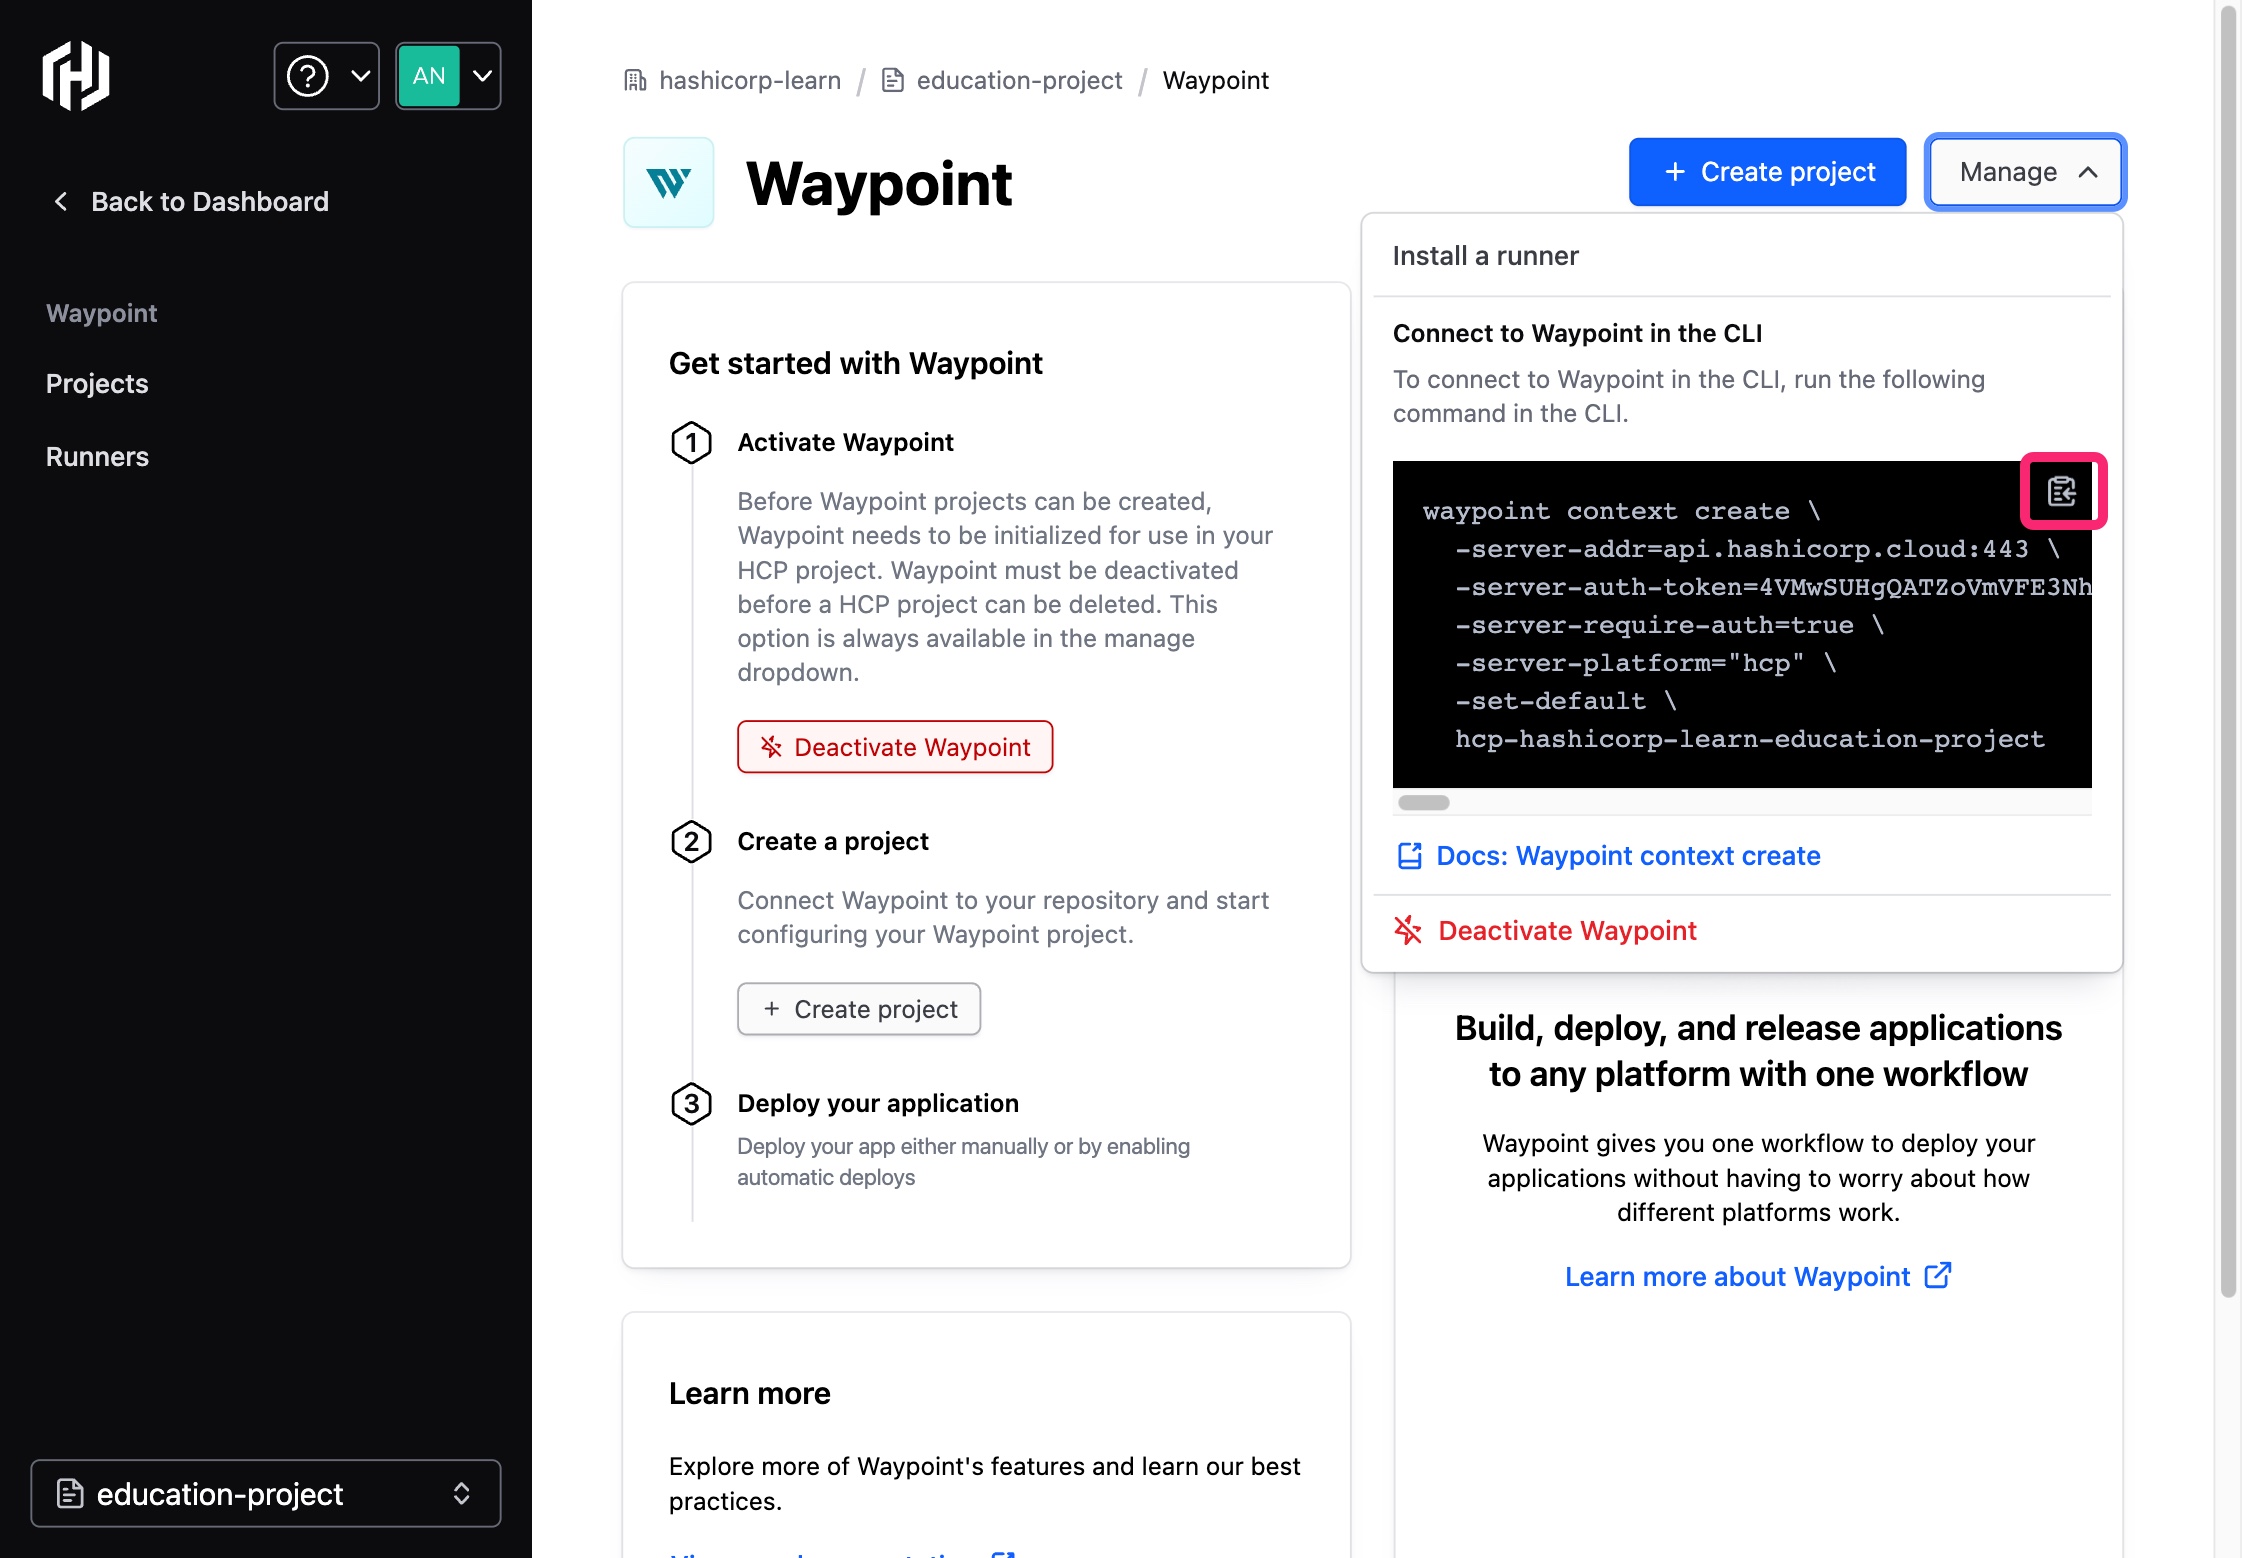 AN
Back to Dashboard
Waypoint
Projects
Runners
education-project
hashicorp-learn / education-project / Waypoint
Waypoint
+ Create project
Manage
Install a runner
Connect to Waypoint in the CLI
To connect to Waypoint in the CLI, run the following
command in the CLI.
waypoint context create \
-server-addr=api.hashicorp.cloud:443 \
-server-auth-token=4VMwSUHgQATZoVmVFE3Nh
-server-require-auth=true \
-server-platform="hcp" \
-set-default \
hcp-hashicorp-learn-education-project
Docs: Waypoint context create
Deactivate Waypoint
Get started with Waypoint
1 Activate Waypoint
Before Waypoint projects can be created,
Waypoint needs to be initialized for use in your
HCP project. Waypoint must be deactivated
before a HCP project can be deleted. This
option is always available in the manage
dropdown.
Deactivate Waypoint
2 Create a project
Connect Waypoint to your repository and start
configuring your Waypoint project.
+ Create project
3 Deploy your application
Deploy your app either manually or by enabling
automatic deploys
Build, deploy, and release applications
to any platform with one workflow
Waypoint gives you one workflow to deploy your
applications without having to worry about how
different platforms work.
Learn more about Waypoint
Learn more
Explore more of Waypoint's features and learn our best
practices.